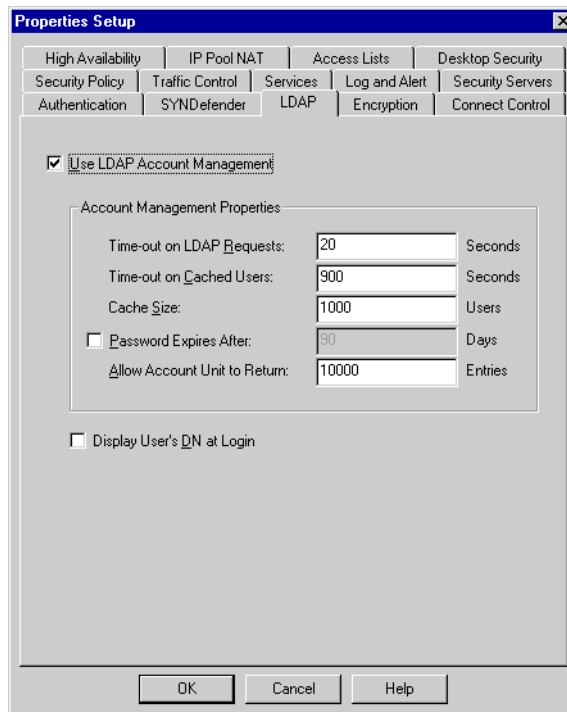 Properties Setup
High Availability IP Pool NAT Access Lists Desktop Security
Security Policy Traffic Control Services Log and Alert Security Servers
Authentication SYNDefender LDAP Encryption Connect Control
Use LDAP Account Management
Account Management Properties
Time-out on LDAP Requests: 20 Seconds
Time-out on Cached Users: 900 Seconds
Cache Size: 1000 Users
Password Expires After: 90 Days
Allow Account Unit to Return: 10000 Entries
Display User's DN at Login
OK Cancel Help